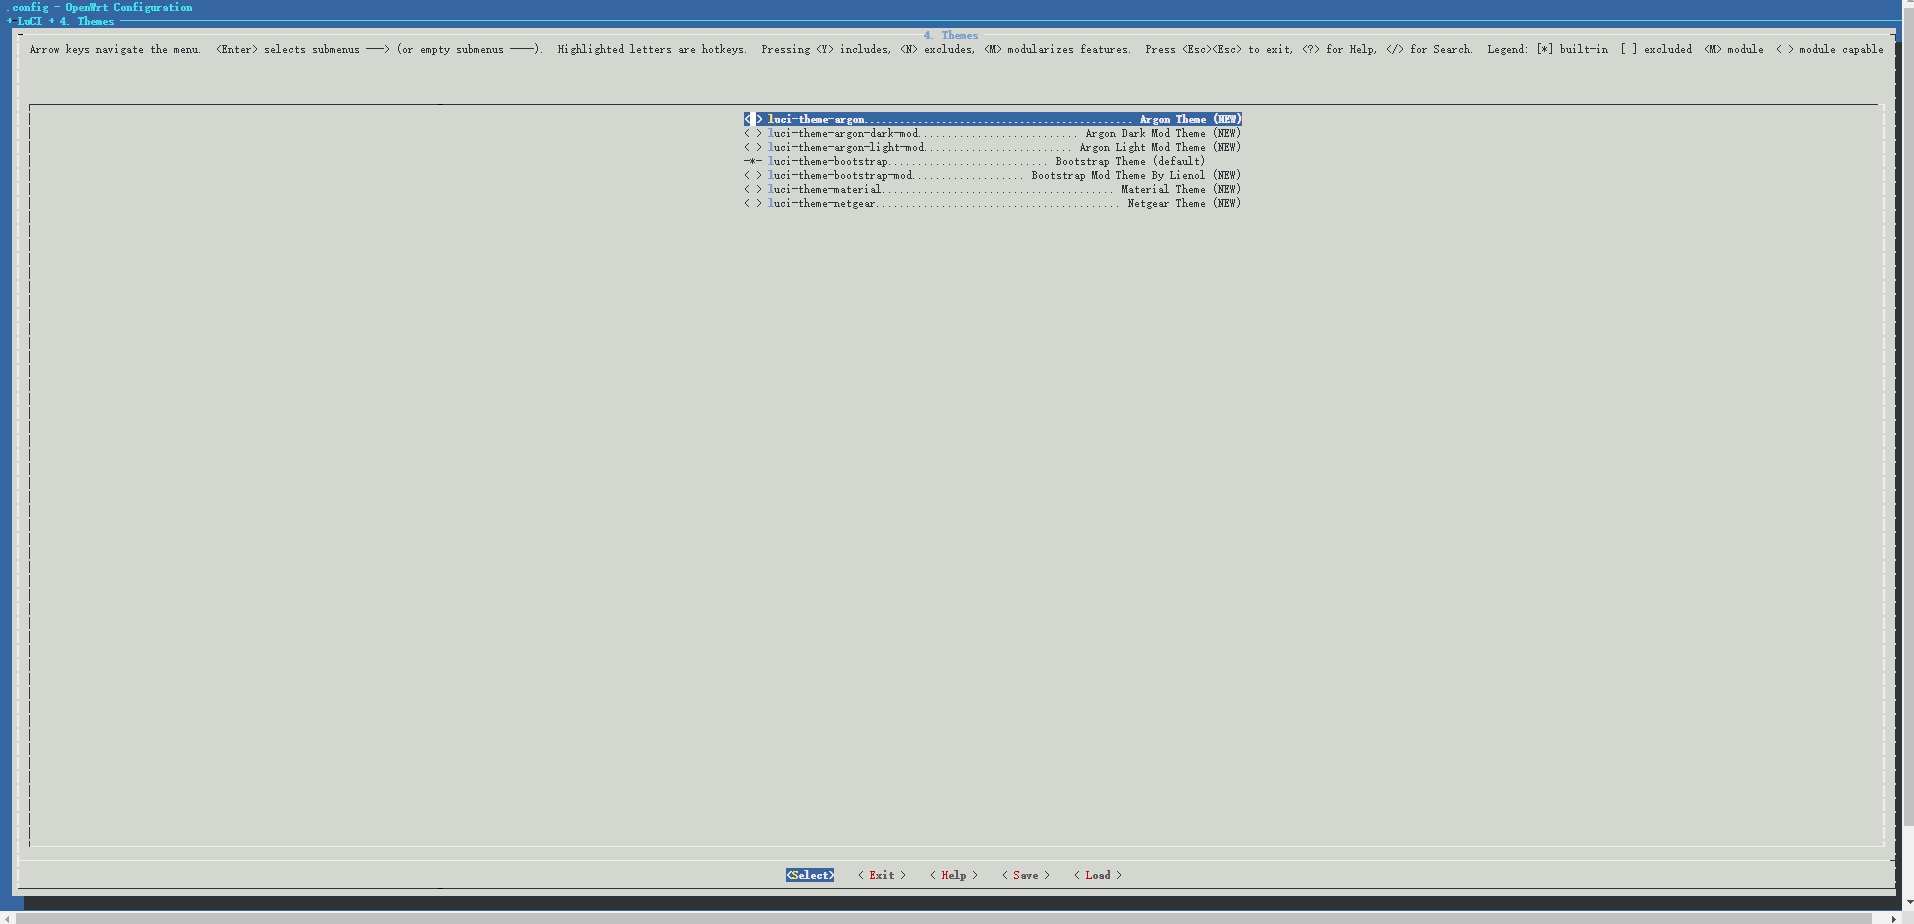 .config - OpenWrt Configuration
+ LuCI + 4. Themes
4. Themes
Arrow keys navigate the menu.  <Enter> selects submenus ---> (or empty submenus ----).  Highlighted letters are hotkeys.  Pressing <Y> includes, <N> excludes, <M> modularizes features.  Press <Esc><Esc> to exit, <?> for Help, </> for Search.  Legend: [*] built-in  [ ] excluded  <M> module  < > module capable
< > luci-theme-argon............................................. Argon Theme (NEW)
< > luci-theme-argon-dark-mod........................... Argon Dark Mod Theme (NEW)
< > luci-theme-argon-light-mod......................... Argon Light Mod Theme (NEW)
-*- luci-theme-bootstrap........................... Bootstrap Theme (default)
< > luci-theme-bootstrap-mod................... Bootstrap Mod Theme By Lienol (NEW)
< > luci-theme-material....................................... Material Theme (NEW)
< > luci-theme-netgear......................................... Netgear Theme (NEW)
<Select>    < Exit >    < Help >    < Save >    < Load >